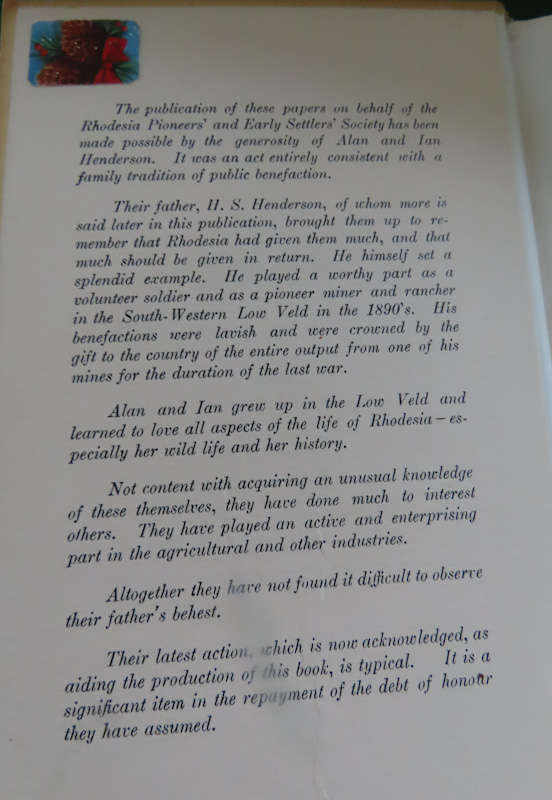 The publication of these papers on behalf of the
Rhodesia Pioneers' and Early Settlers' Society has been
made possible by the generosity of Alan and Ian
Henderson. It was an act entirely consistent with a
family tradition of public benefaction.
Their father, H. S. Henderson, of whom more is
said later in this publication, brought them up to re-
member that Rhodesia had given them much, and that
much should be given in return. He himself set a
splendid example. He played a worthy part as a
volunteer soldier and as a pioneer miner and rancher
in the South-Western Low Veld in the 1890's. His
benefactions were lavish and were crowned by the
gift to the country of the entire output from one of his
mines for the duration of the last war.
Alan and Ian grew up in the Low Veld and
learned to love all aspects of the life of Rhodesia — es-
pecially her wild life and her history.
Not content with acquiring an unusual knowledge
of these themselves, they have done much to interest
others. They have played an active and enterprising
part in the agricultural and other industries.
Altogether they have not found it difficult to observe
their father's behest.
Their latest action, which is now acknowledged, as
aiding the production of this book, is typical. It is a
significant item in the repayment of the debt of honour
they have assumed.